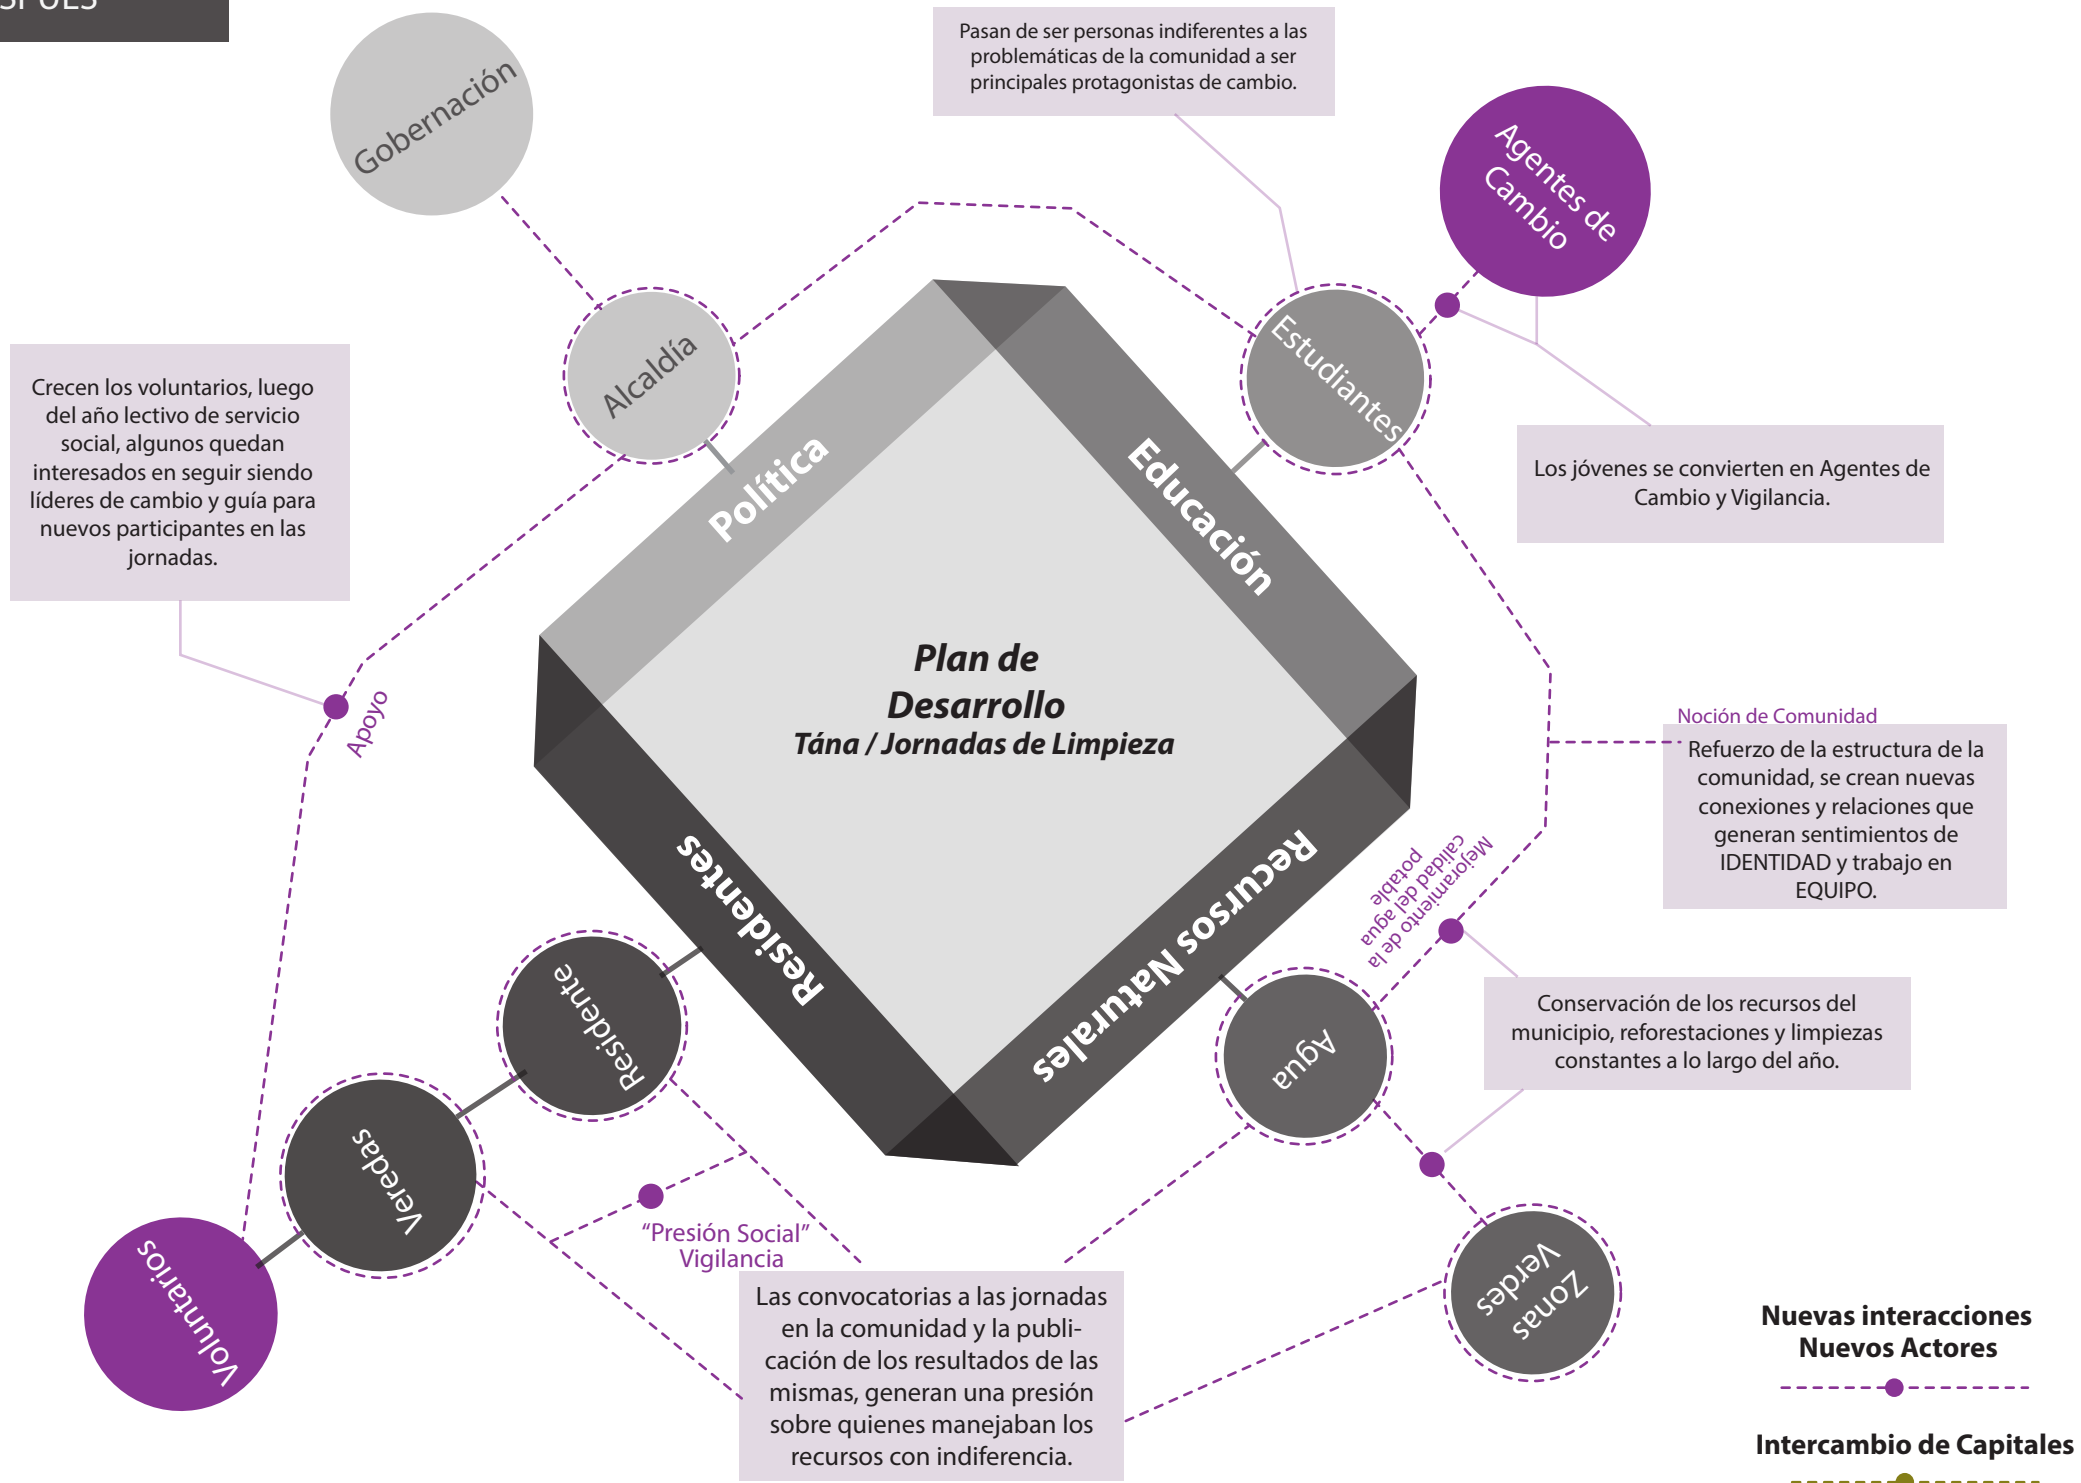 Gobernación
Pasan de ser personas indiferentes a las
problemáticas de la comunidad a ser
principales protagonistas de cambio.
Agentes de
Cambio
Alcaldía
Estudiantes
Crecen los voluntarios, luego
del año lectivo de servicio
social, algunos quedan
interesados en seguir siendo
líderes de cambio y guía para
nuevos participantes en las
jornadas.
Política
Educación
Los jóvenes se convierten en Agentes de
Cambio y Vigilancia.
Plan de
Desarrollo
Tána / Jornadas de Limpieza
Apoyo
Noción de Comunidad
Refuerzo de la estructura de la
comunidad, se crean nuevas
conexiones y relaciones que
generan sentimientos de
IDENTIDAD y trabajo en
EQUIPO.
Residentes
Recursos Naturales
Mejoramiento de la
calidad del agua
potable
Residente
Agua
Conservación de los recursos del
municipio, reforestaciones y limpiezas
constantes a lo largo del año.
Veredas
Voluntarios
"Presión Social"
Vigilancia
Zonas
Verdes
Las convocatorias a las jornadas
en la comunidad y la publi-
cación de los resultados de las
mismas, generan una presión
sobre quienes manejaban los
recursos con indiferencia.
Nuevas interacciones
Nuevos Actores
Intercambio de Capitales